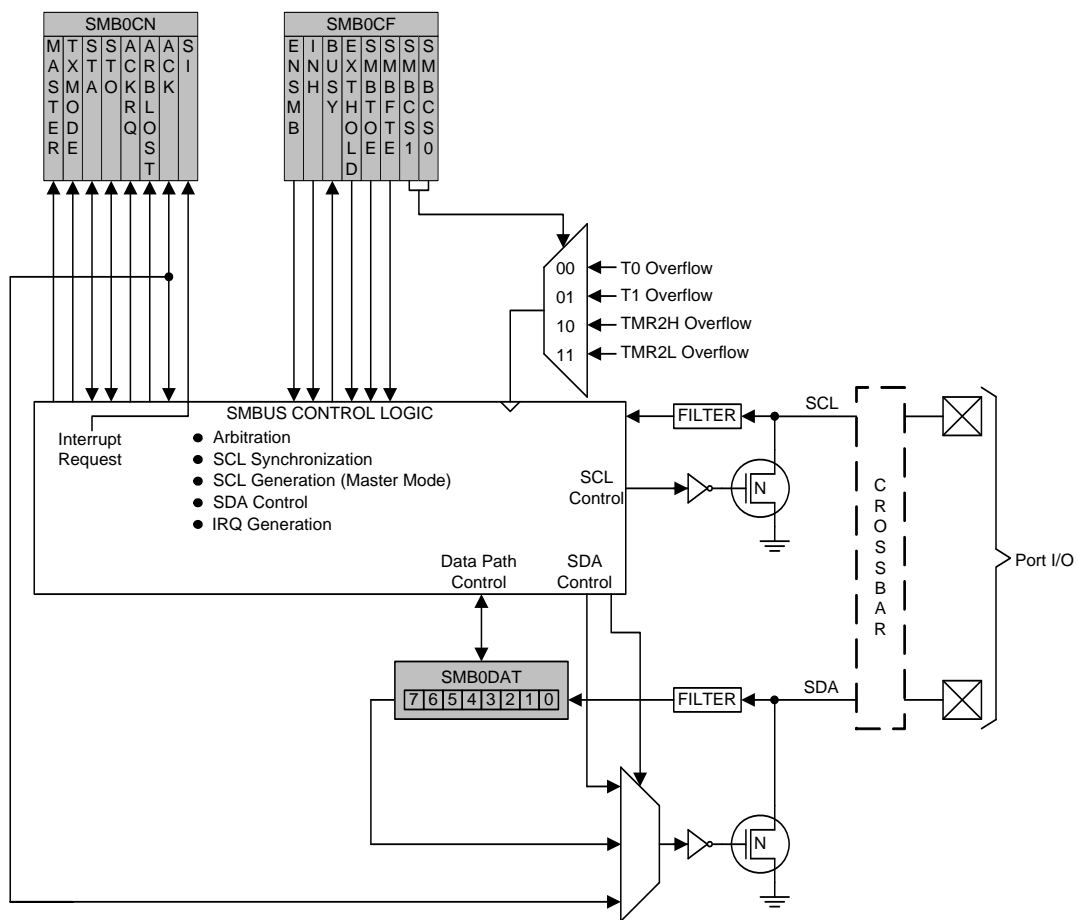 SMB0CN
MASTER
TXMODE
STA
STO
ACKRQ
ARBLOST
ACK
SI
SMB0CF
ENSMB
INH
BUSY
EXTHOLD
SMBTOE
SMBFTE
SMBCS1
SMBCS0
00
T0 Overflow
01
T1 Overflow
10
TMR2H Overflow
11
TMR2L Overflow
SMBUS CONTROL LOGIC
Interrupt
Request
● Arbitration
● SCL Synchronization
● SCL Generation (Master Mode)
● SDA Control
● IRQ Generation
SCL
Control
Data Path
Control
SDA
Control
FILTER
SCL
N
CROSSBAR
Port I/O
SMB0DAT
7 6 5 4 3 2 1 0
FILTER
SDA
N